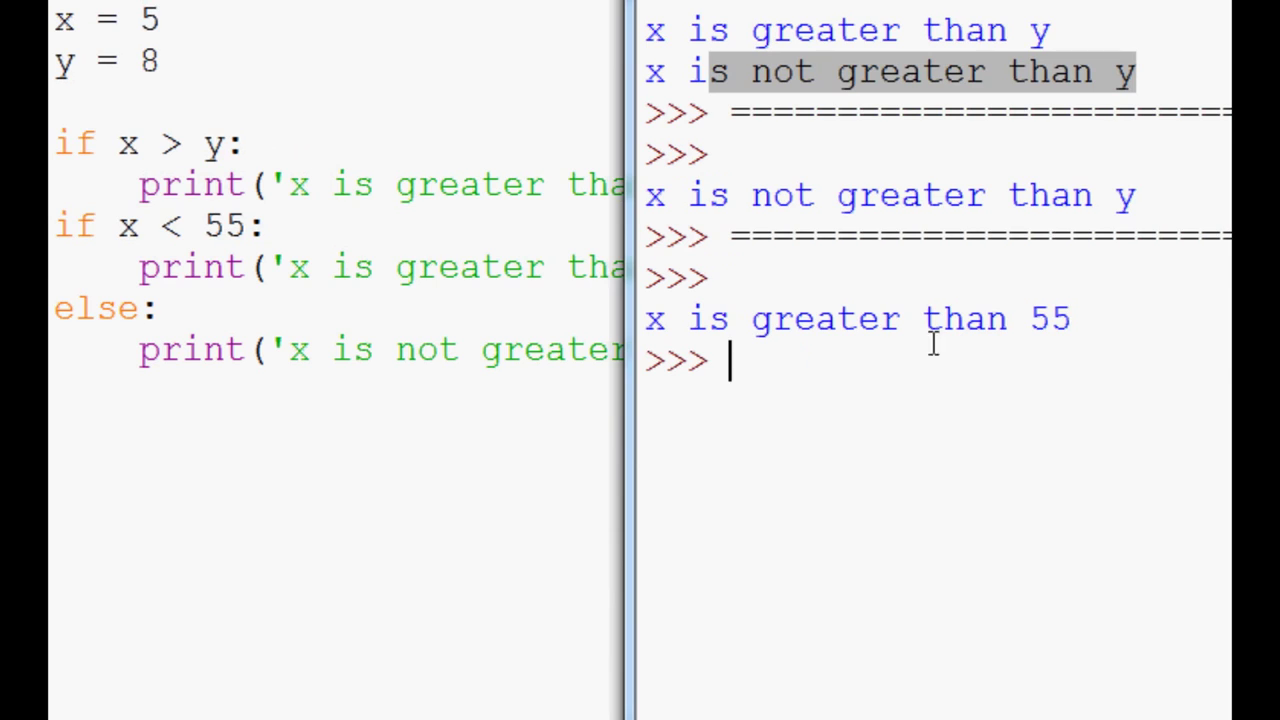 x = 5
y = 8
if x > y:
print('x is greater tha
if x < 55:
print('x is greater tha
else:
print('x is not greater
x is greater than y
x is not greater than y
>>> ========================
>>>
x is not greater than y
>>> ========================
>>>
x is greater than 55
>>>